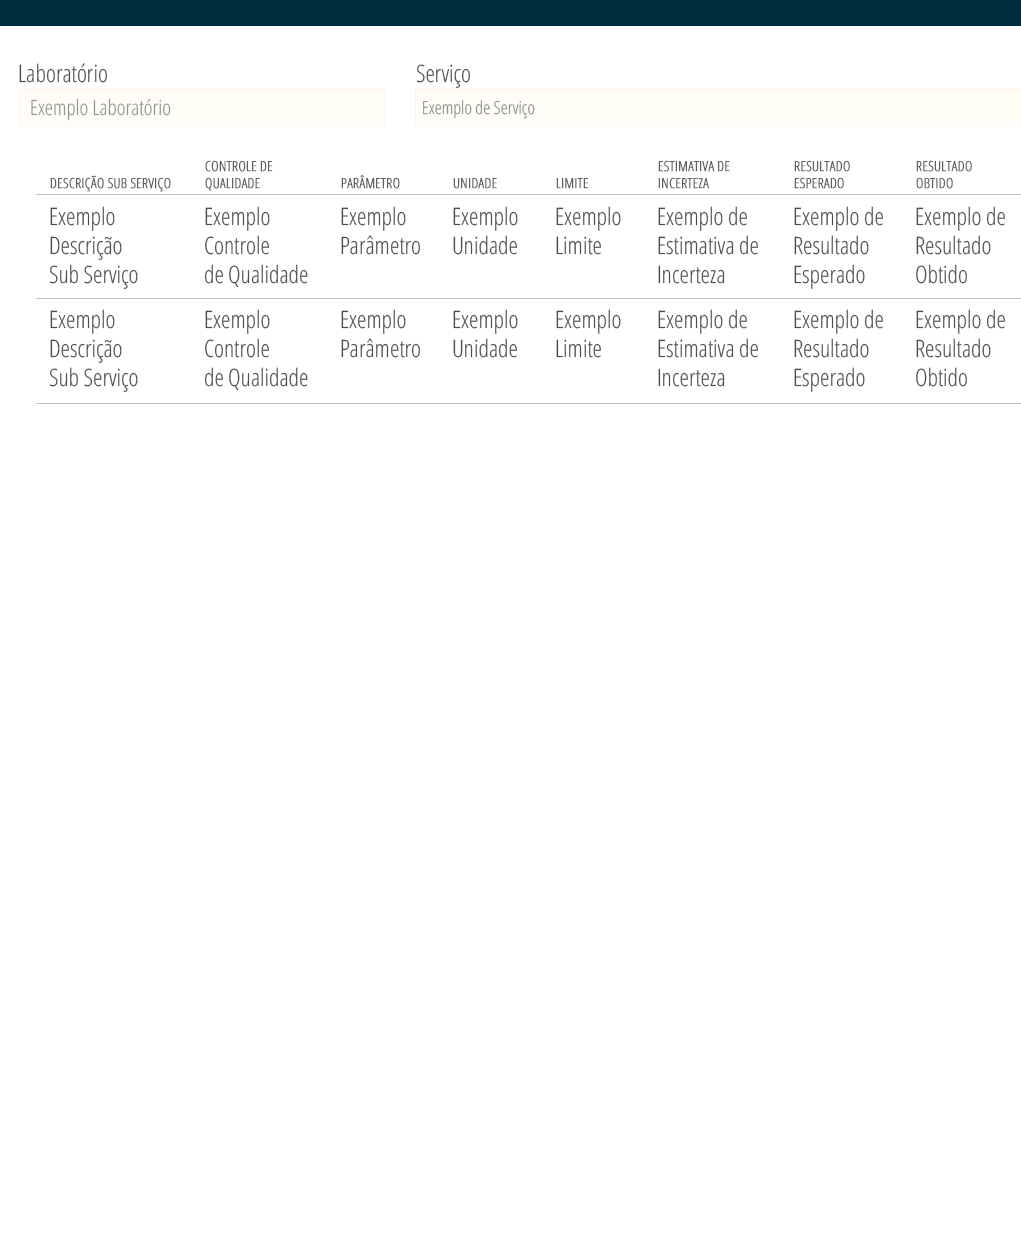 Laboratório
Exemplo Laboratório
Serviço
Exemplo de Serviço
DESCRIÇÃO SUB SERVIÇO
CONTROLE DE
QUALIDADE
PARÂMETRO
UNIDADE
LIMITE
ESTIMATIVA DE
INCERTEZA
RESULTADO
ESPERADO
RESULTADO
OBTIDO
Exemplo
Descrição
Sub Serviço
Exemplo
Controle
de Qualidade
Exemplo
Parâmetro
Exemplo
Unidade
Exemplo
Limite
Exemplo de
Estimativa de
Incerteza
Exemplo de
Resultado
Esperado
Exemplo de
Resultado
Obtido
Exemplo
Descrição
Sub Serviço
Exemplo
Controle
de Qualidade
Exemplo
Parâmetro
Exemplo
Unidade
Exemplo
Limite
Exemplo de
Estimativa de
Incerteza
Exemplo de
Resultado
Esperado
Exemplo de
Resultado
Obtido